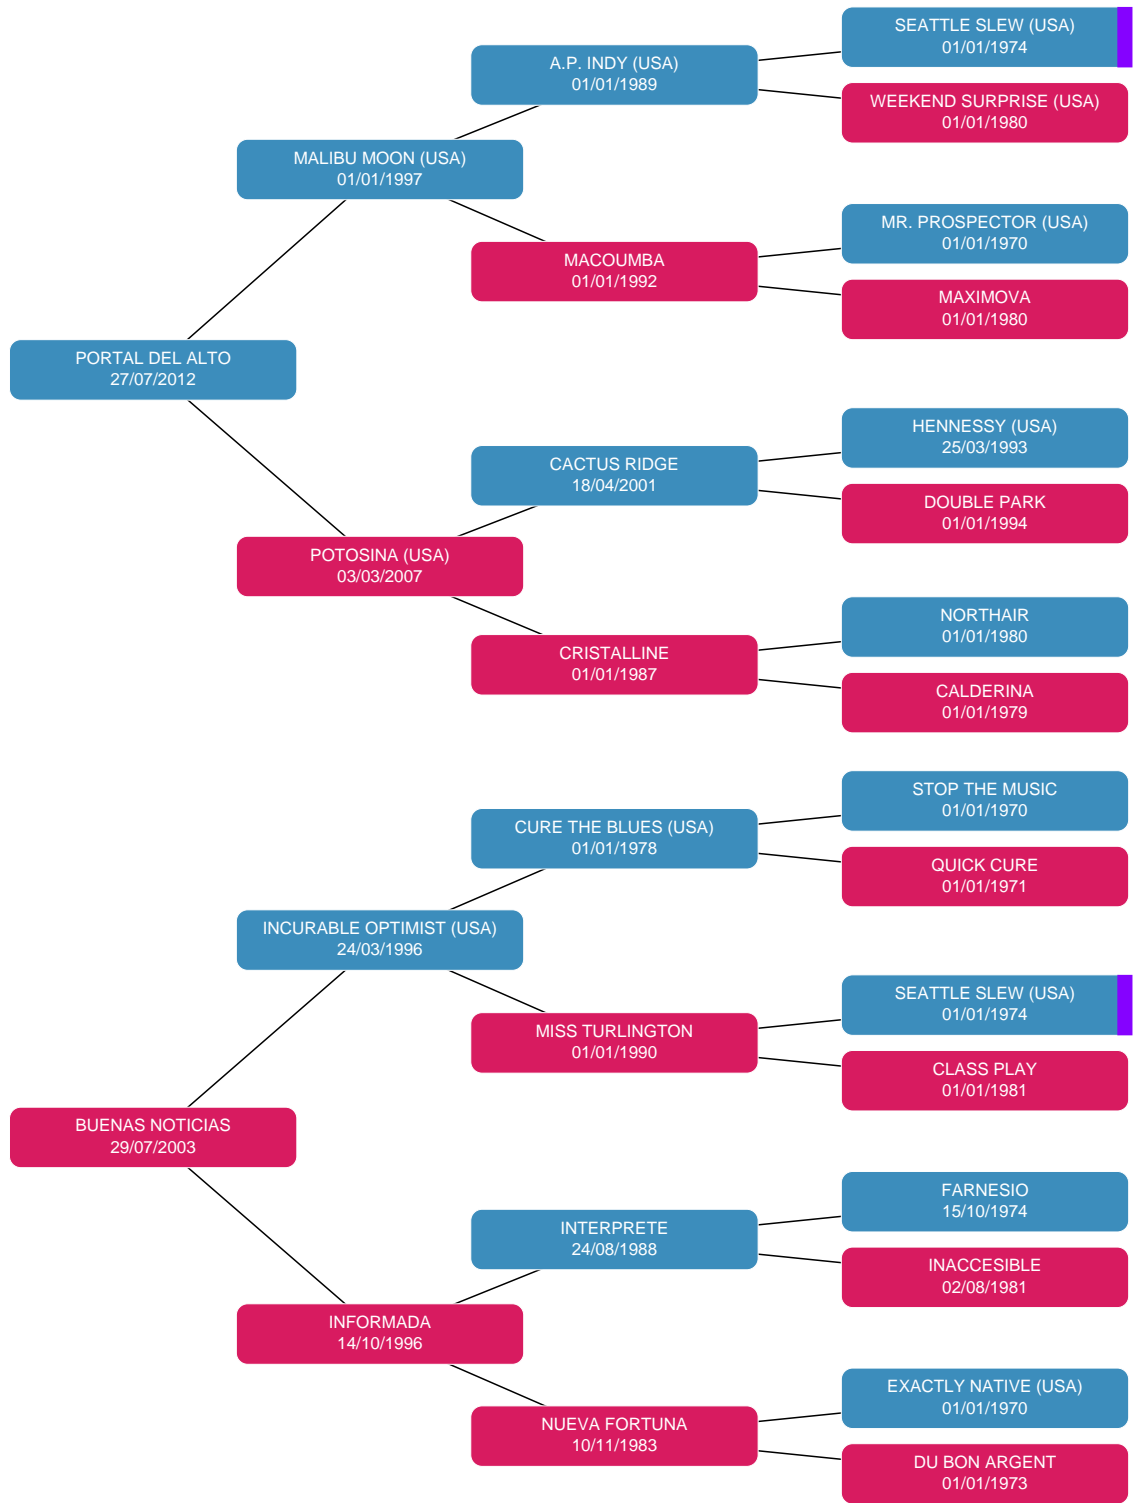 SEATTLE SLEW (USA)
01/01/1974
A.P. INDY (USA)
01/01/1989
WEEKEND SURPRISE (USA)
01/01/1980
MALIBU MOON (USA)
01/01/1997
MR. PROSPECTOR (USA)
01/01/1970
MACOUMBA
01/01/1992
MAXIMOVA
01/01/1980
PORTAL DEL ALTO
27/07/2012
HENNESSY (USA)
25/03/1993
CACTUS RIDGE
18/04/2001
DOUBLE PARK
01/01/1994
POTOSINA (USA)
03/03/2007
NORTHAIR
01/01/1980
CRISTALLINE
01/01/1987
CALDERINA
01/01/1979
STOP THE MUSIC
01/01/1970
CURE THE BLUES (USA)
01/01/1978
QUICK CURE
01/01/1971
INCURABLE OPTIMIST (USA)
24/03/1996
SEATTLE SLEW (USA)
01/01/1974
MISS TURLINGTON
01/01/1990
CLASS PLAY
01/01/1981
BUENAS NOTICIAS
29/07/2003
FARNESIO
15/10/1974
INTERPRETE
24/08/1988
INACCESIBLE
02/08/1981
INFORMADA
14/10/1996
EXACTLY NATIVE (USA)
01/01/1970
NUEVA FORTUNA
10/11/1983
DU BON ARGENT
01/01/1973